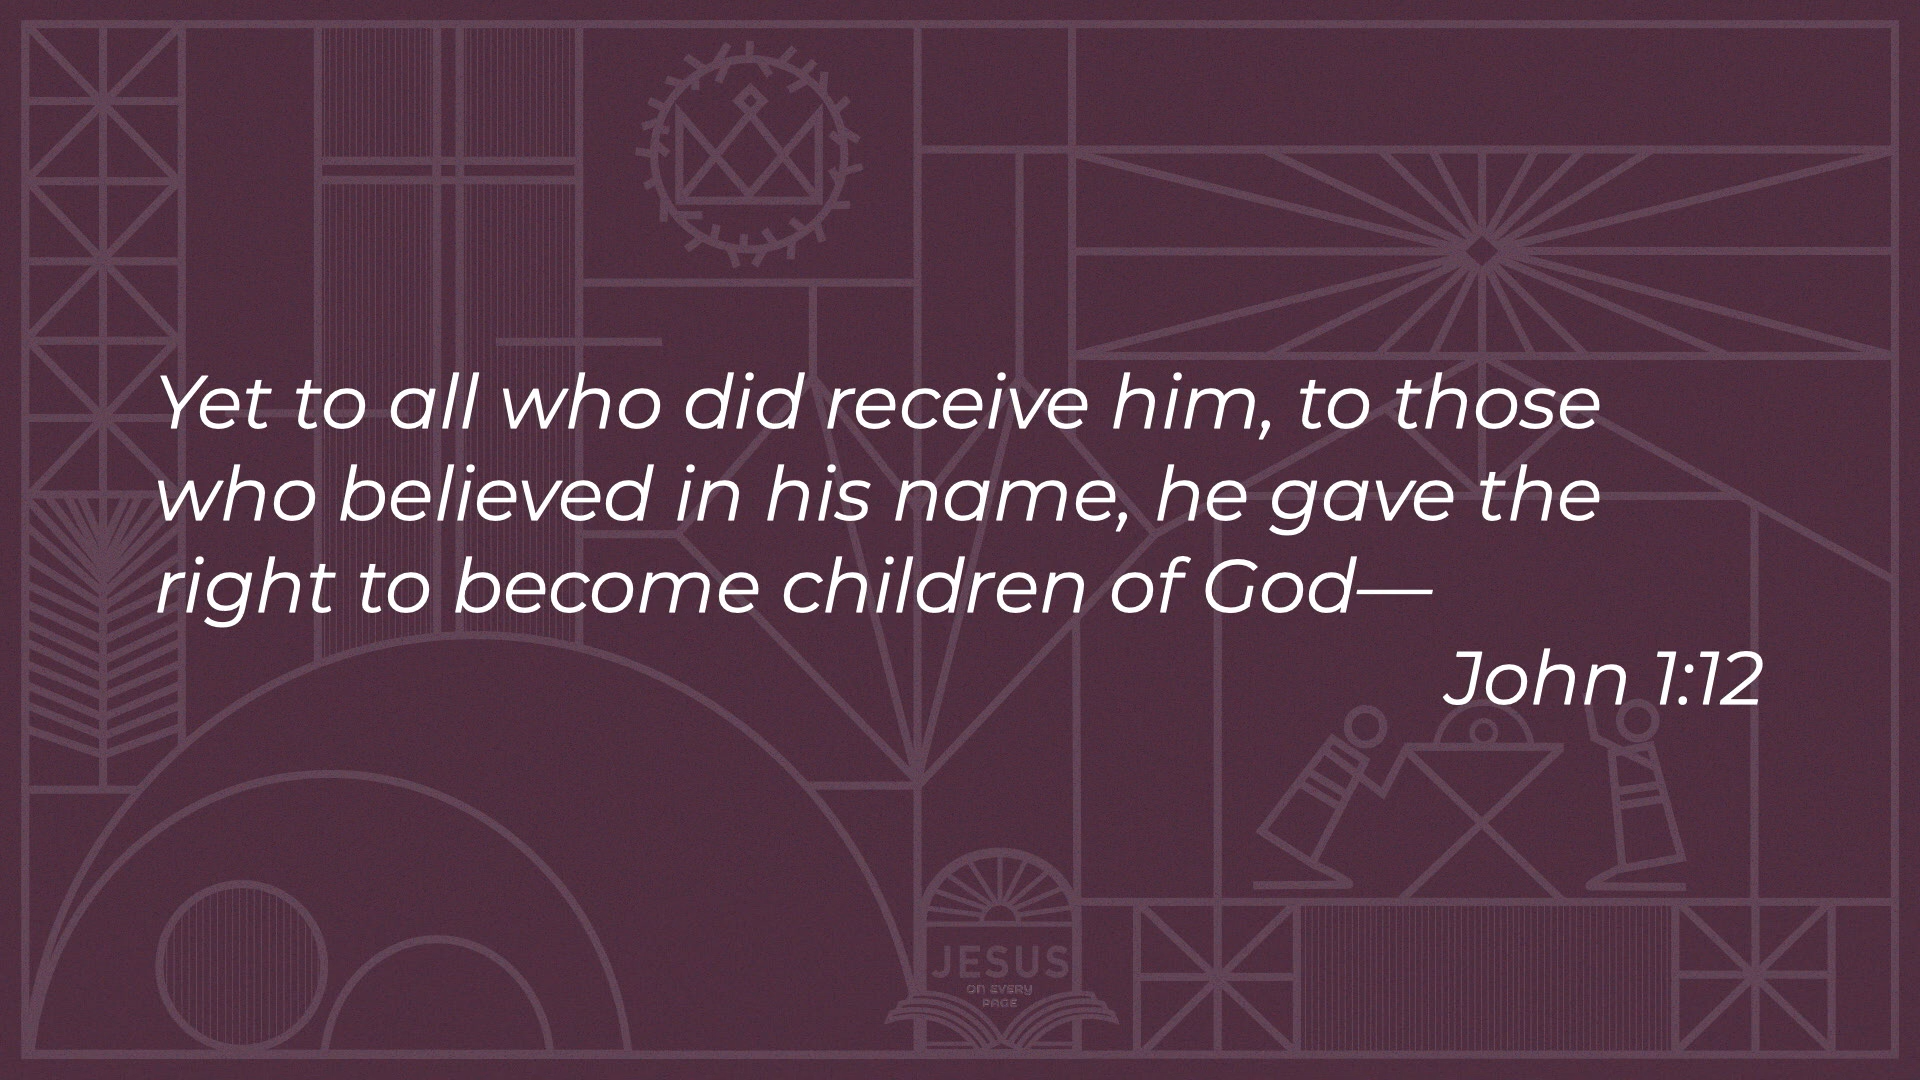 Yet to all who did receive him, to those
who believed in his name, he gave the
right to become children of God—
John 1:12
JESUS
ON EVERY
PAGE